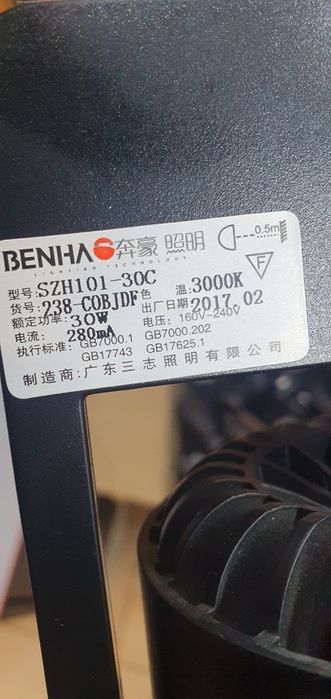 BENHAO奔豪 照明
LIGHTING TECHNOLOGY
0.5m
F
型号: SZH101-30C
货号: 238-COBJDF 色 温: 3000K
额定功率: 30W 出厂日期: 2017.02
电流: 280mA 电压: 160V-240V
执行标准: GB7000.1 GB7000.202
GB17743 GB17625.1
制造商: 广东三志照明有限公司